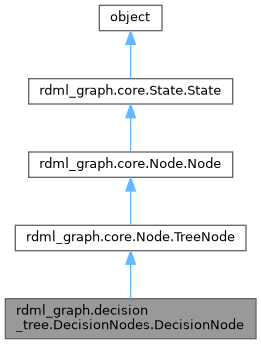 object
rdml_graph.core.State.State
rdml_graph.core.Node.Node
rdml_graph.core.Node.TreeNode
rdml_graph.decision
_tree.DecisionNodes.DecisionNode